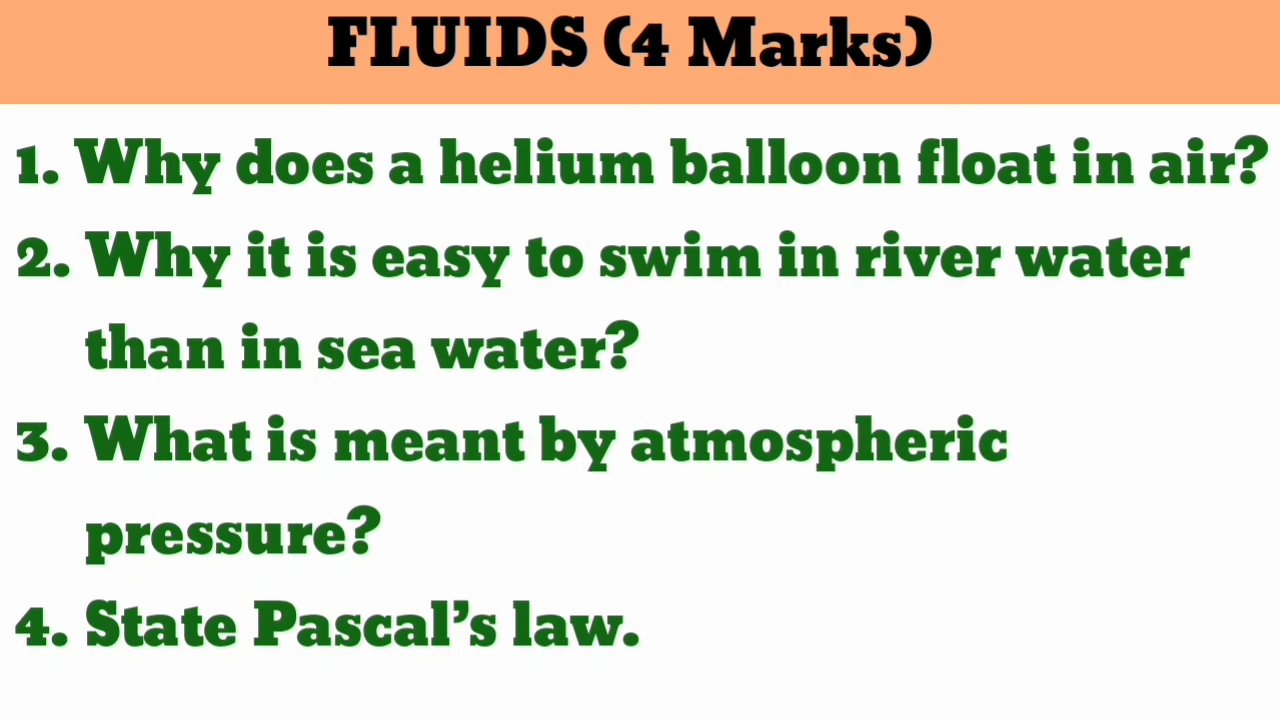 FLUIDS (4 Marks)
1. Why does a helium balloon float in air?
2. Why it is easy to swim in river water
than in sea water?
3. What is meant by atmospheric
pressure?
4. State Pascal’s law.